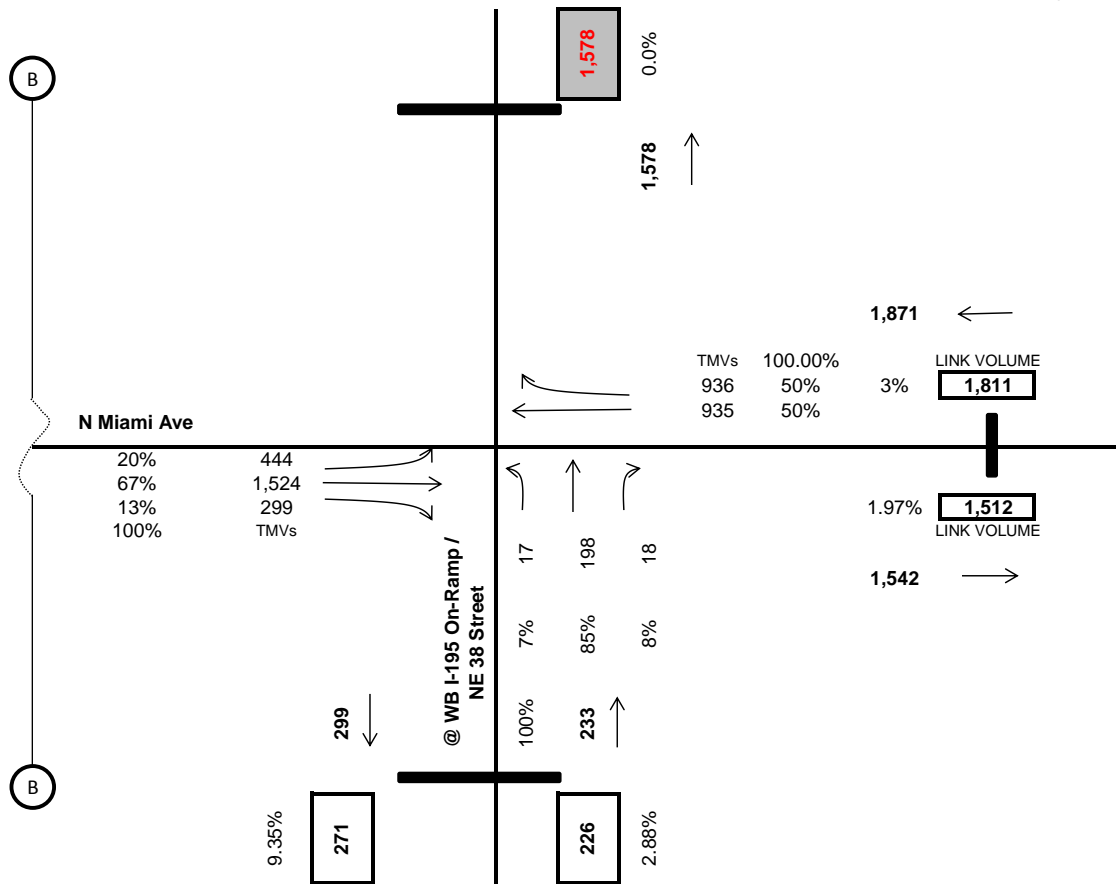 1,578
0.0%
B
1,578
1,871
TMVs 100.00% LINK VOLUME
936 50% 3% 1,811
935 50%
N Miami Ave
20% 444
67% 1,524
13% 299
100% TMVs
1.97% 1,512
LINK VOLUME
1,542
17 198 18
7% 85% 8%
100% 233
@ WB I-195 On-Ramp /
NE 38 Street
299
B
9.35% 271
226 2.88%